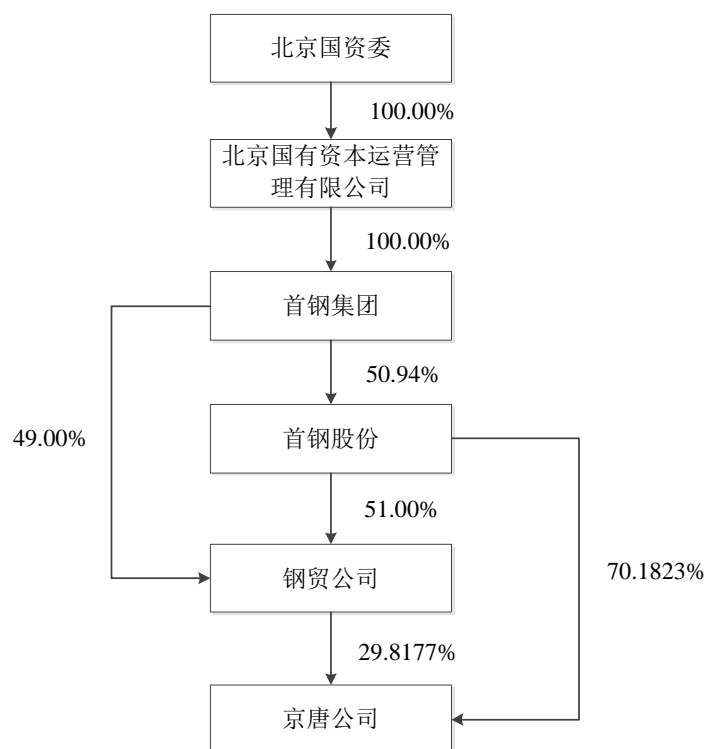 北京国资委
100.00%
北京国有资本运营管
理有限公司
100.00%
首钢集团
50.94%
49.00%
首钢股份
51.00%
钢贸公司
70.1823%
29.8177%
京唐公司